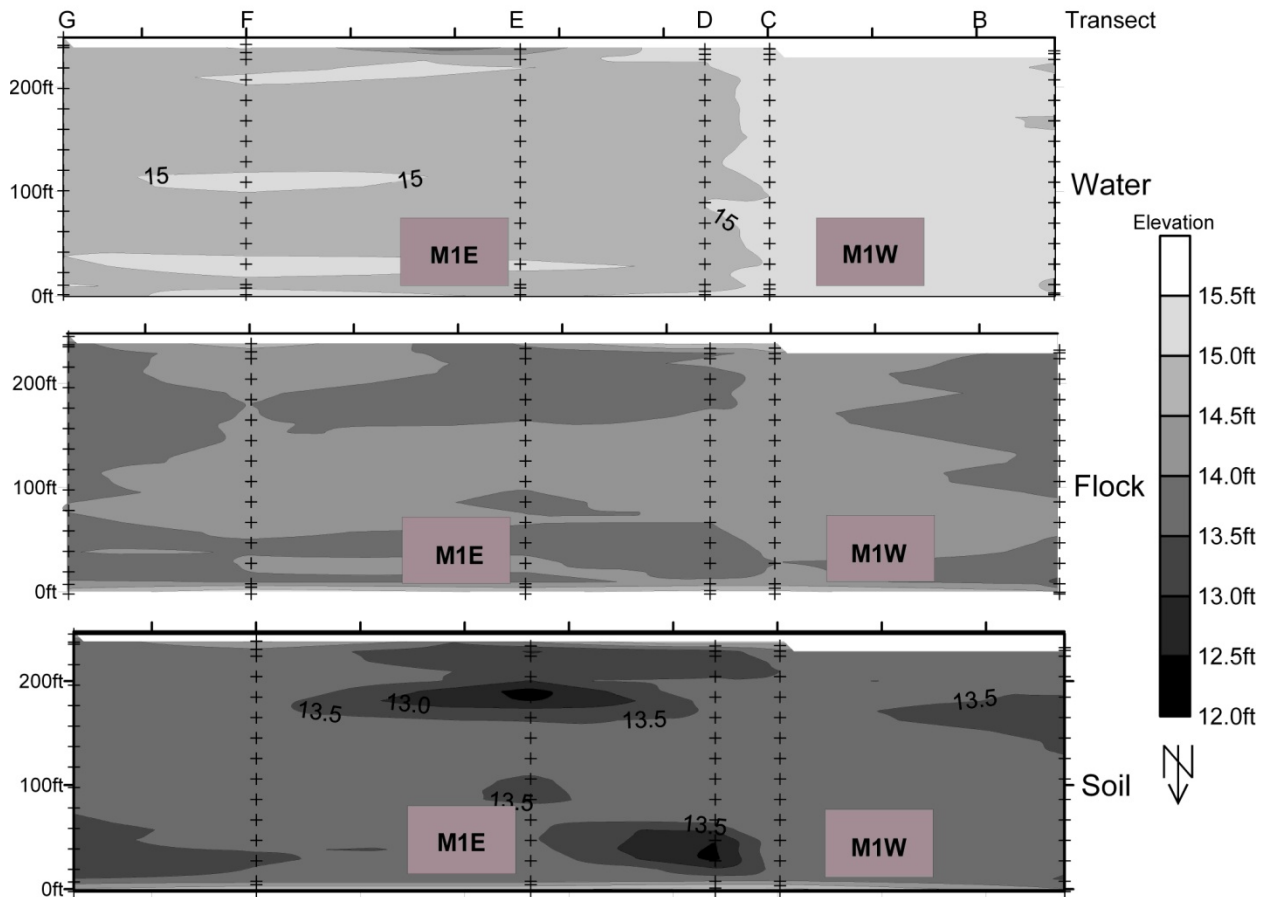 G F E D C B Transect
200ft
15 15
100ft
Water
15
M1E M1W
0ft
Elevation
15.5ft
15.0ft
14.5ft
14.0ft
13.5ft
13.0ft
12.5ft
12.0ft
N
200ft
100ft
Flock
M1E M1W
0ft
200ft
13.5 13.0 13.5 13.5
100ft
Soil
13.5
13.5
M1E M1W
0ft